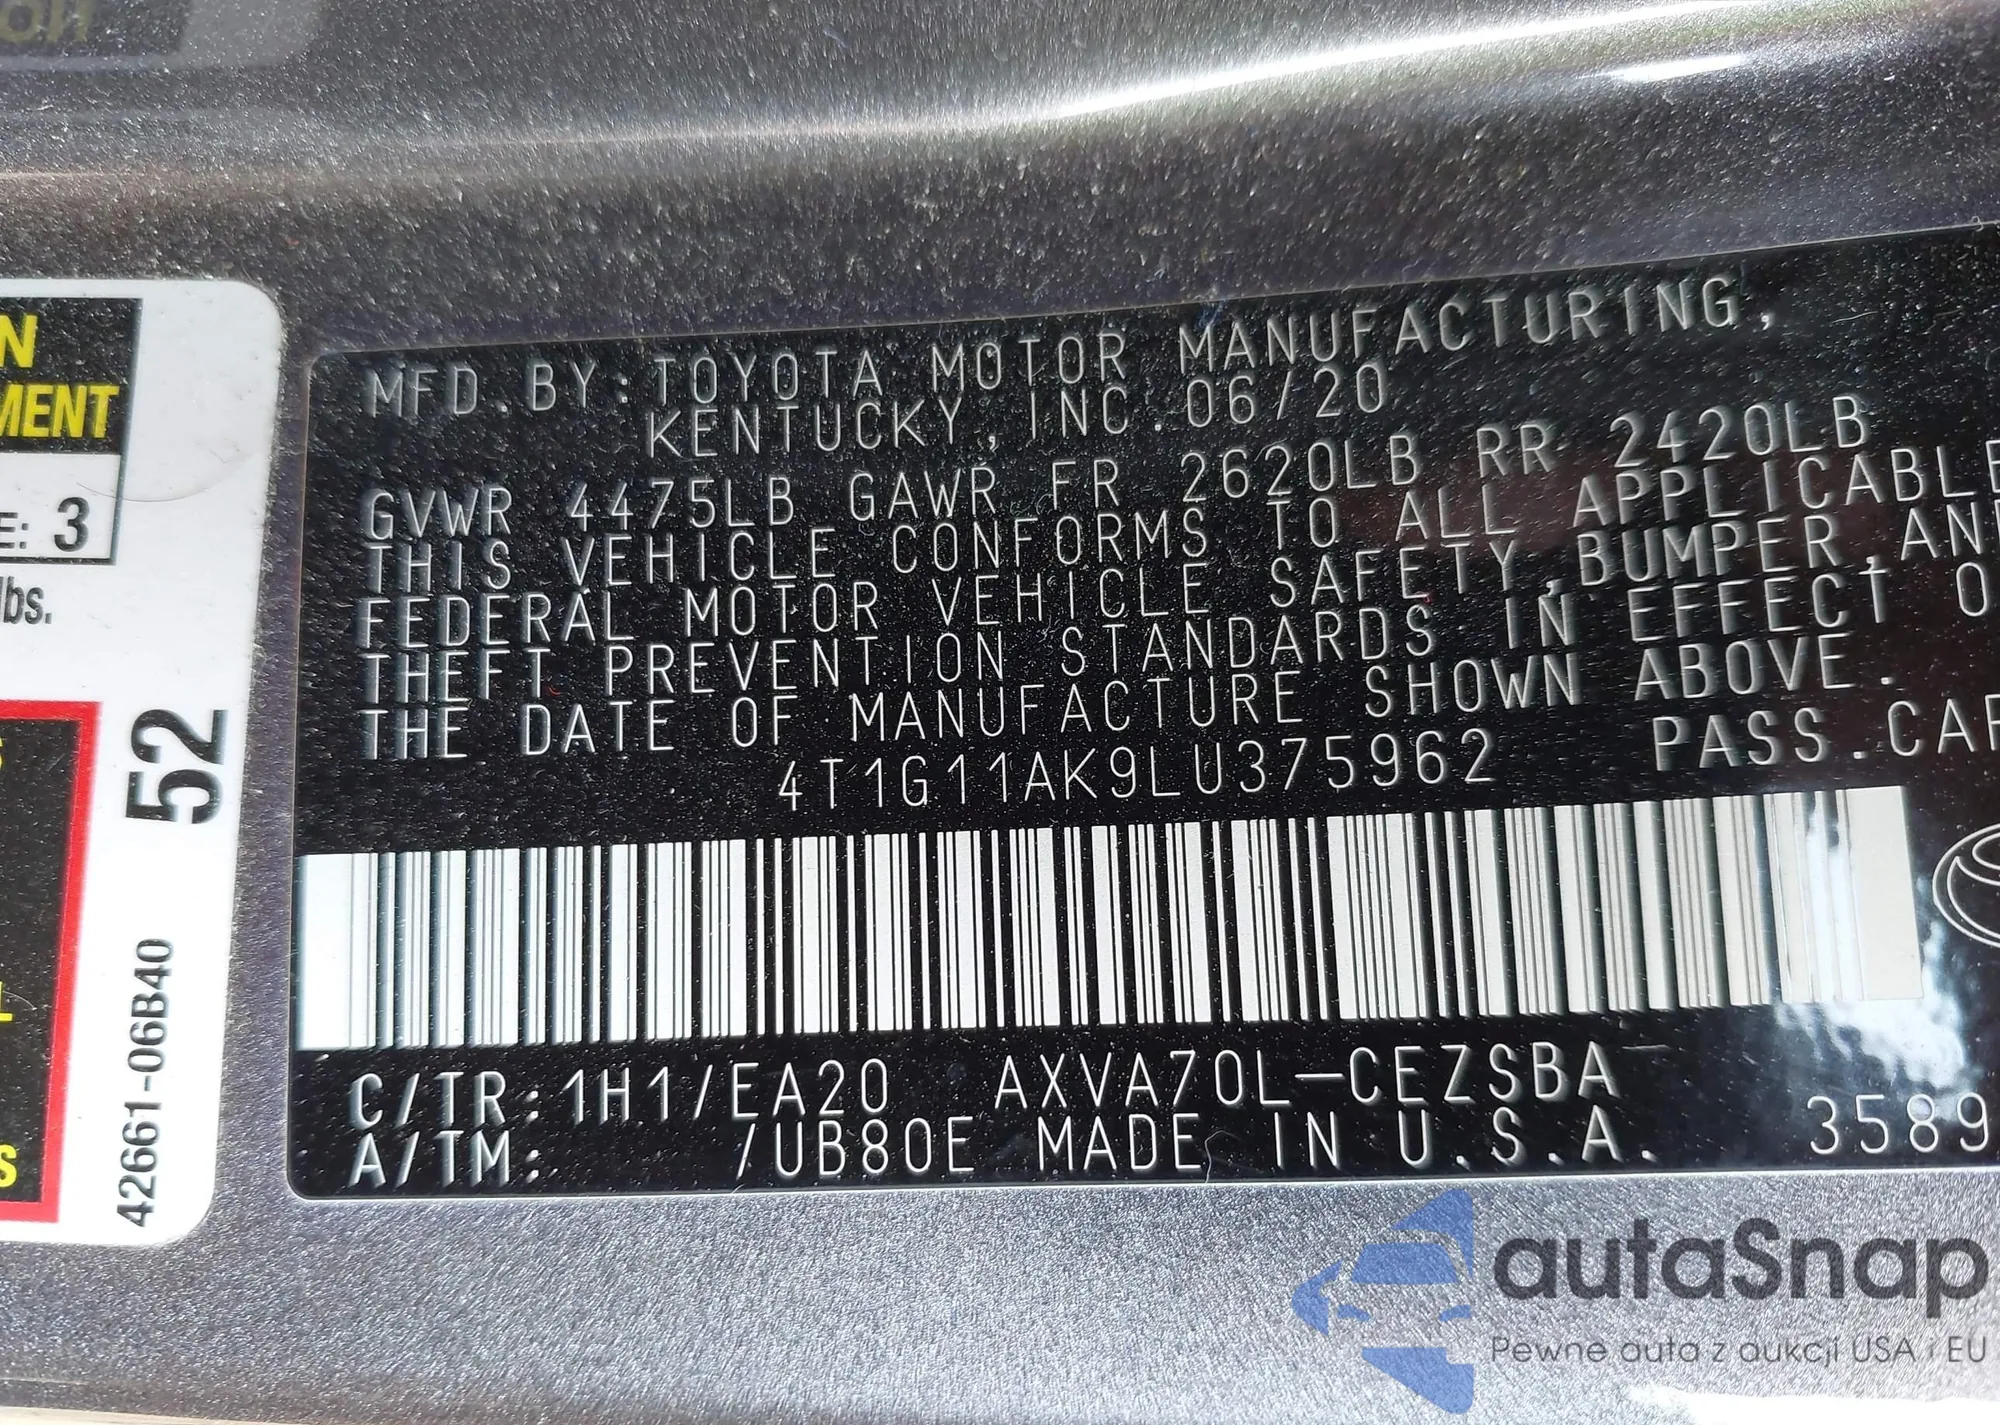 N
MENT
E: 3
lbs.
52
42661-06B40
MFD. BY: TOYOTA MOTOR MANUFACTURING,
KENTUCKY, INC. 06/20
GVWR 4475LB GAWR FR 2620LB RR 2420LB
THIS VEHICLE CONFORMS TO ALL APPLICABLE
FEDERAL MOTOR VEHICLE SAFETY, BUMPER, AND
THEFT PREVENTION STANDARDS IN EFFECT O
THE DATE OF MANUFACTURE SHOWN ABOVE.
4T1G11AK9LU375962 PASS. CAR
C/TR: 1H1/EA20 AXVA70L-CEZSBA
A/TM: /UB80E MADE IN U.S.A. 3589
autaSnap
Pewne auta z aukcji USA i EU